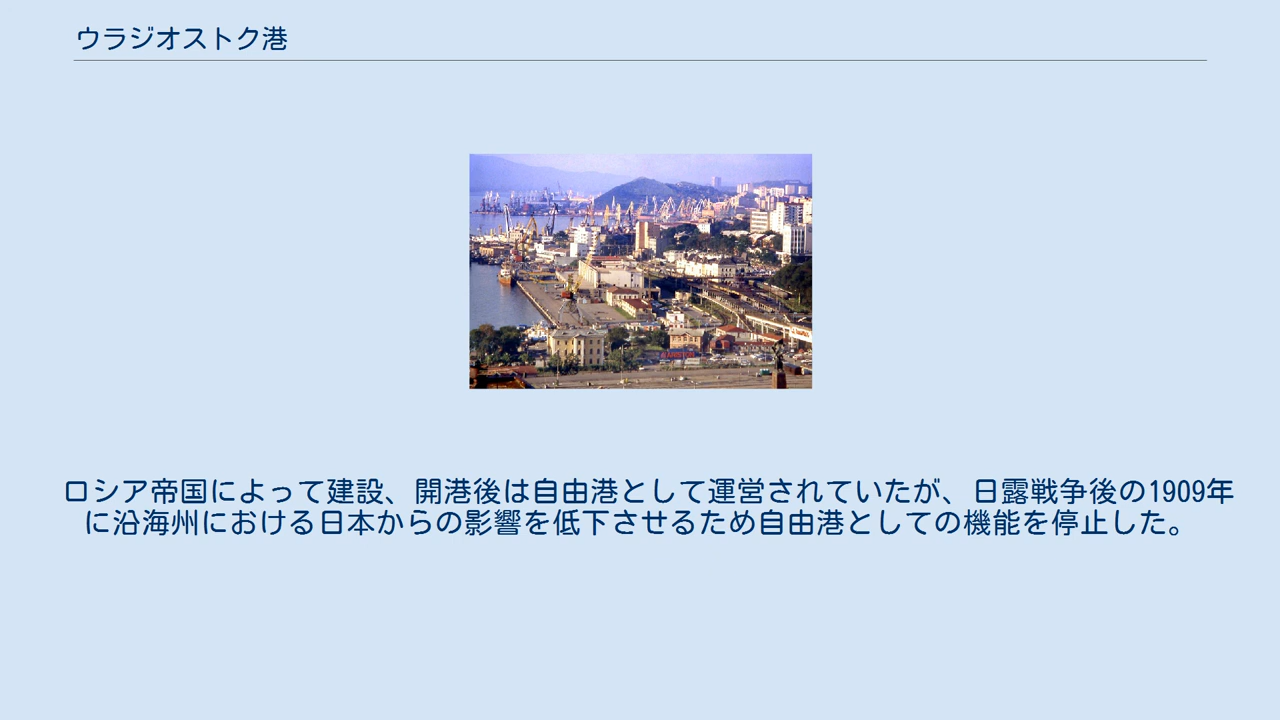 ウラジオストク港
ロシア帝国によって建設、開港後は自由港として運営されていたが、日露戦争後の1909年
に沿海州における日本からの影響を低下させるため自由港としての機能を停止した。